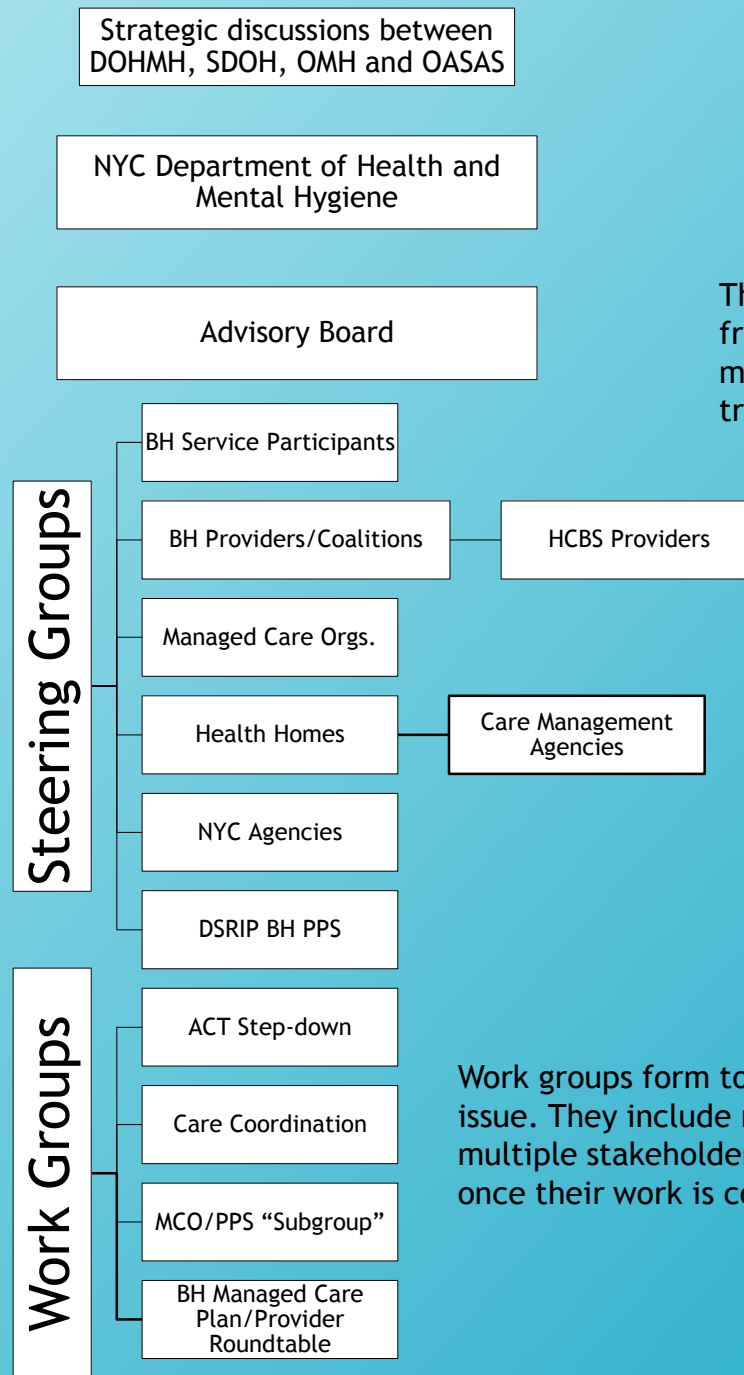 Strategic discussions between
DOHMH, SDOH, OMH and OASAS
NYC Department of Health and
Mental Hygiene
Advisory Board
Steering Groups
BH Service Participants
BH Providers/Coalitions
HCBS Providers
Managed Care Orgs.
Health Homes
Care Management
Agencies
NYC Agencies
DSRIP BH PPS
Work Groups
ACT Step-down
Care Coordination
MCO/PPS “Subgroup”
BH Managed Care
Plan/Provider
Roundtable
Work groups form to
issue. They include
multiple
once their work is